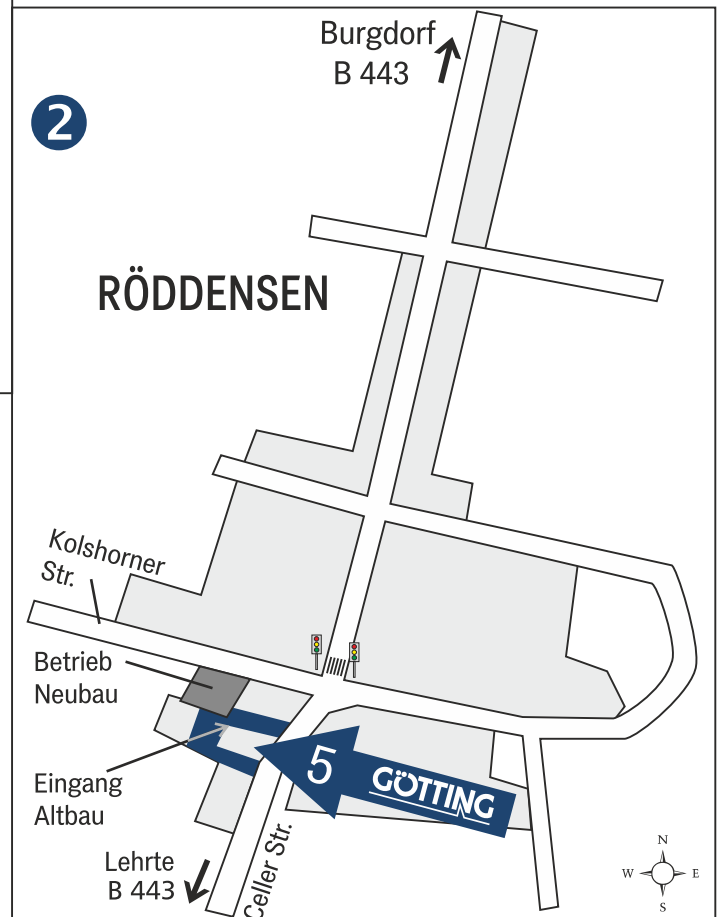 Burgdorf
B 443
2
RÖDDENSEN
Kolshorner
Str.
Betrieb
Neubau
5
GÖTTING
Eingang
Altbau
Celler Str.
Lehrte
B 443
N
W E
S